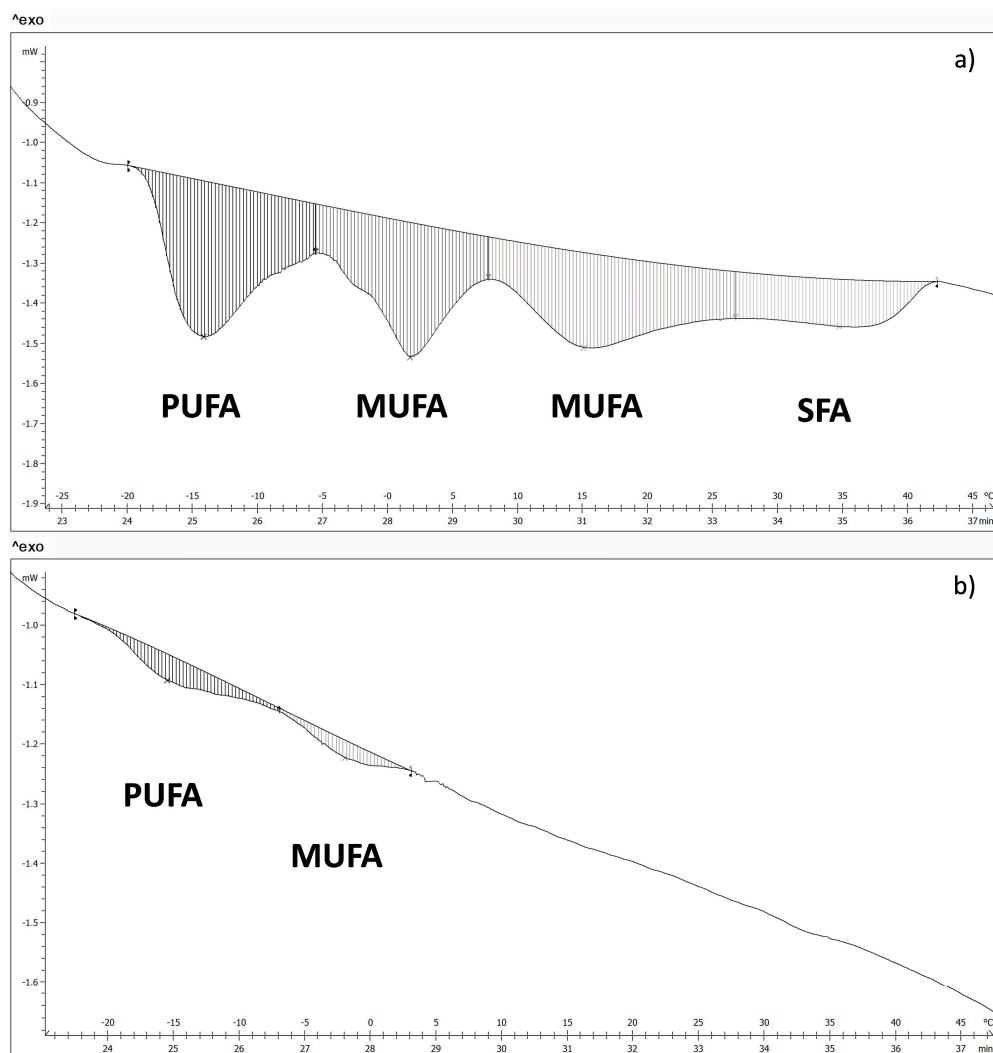 ^exo
mW
a)
-0.9
-1.0
-1.1
-1.2
-1.3
-1.4
-1.5
-1.6
-1.7
-1.8
-1.9
PUFA MUFA MUFA SFA
-25 -20 -15 -10 -5 -0 5 10 15 20 25 30 35 40 45 °C
23 24 25 26 27 28 29 30 31 32 33 34 35 36 37 min
^exo
mW
b)
-1.0
-1.1
-1.2
-1.3
-1.4
-1.5
-1.6
PUFA
MUFA
-20 -15 -10 -5 0 5 10 15 20 25 30 35 40 45 °C
24 25 26 27 28 29 30 31 32 33 34 35 36 37 min